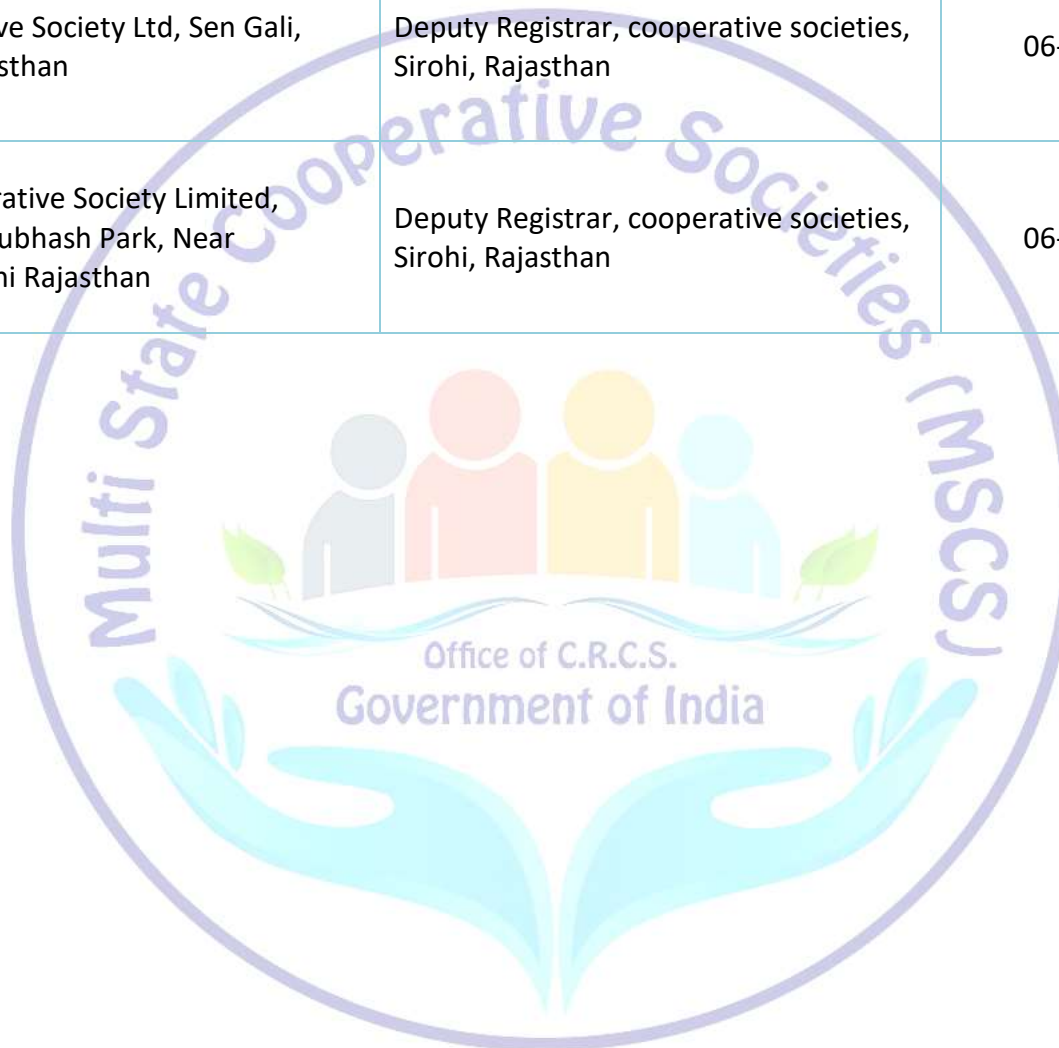 ve Society Ltd, Sen Gali,
sthan
Deputy Registrar, cooperative societies,
Sirohi, Rajasthan
06-
rative Society Limited,
ubhash Park, Near
ni Rajasthan
Deputy Registrar, cooperative societies,
Sirohi, Rajasthan
06-
Multi State Cooperative Societies (MSCS)
Office of C.R.C.S.
Government of India